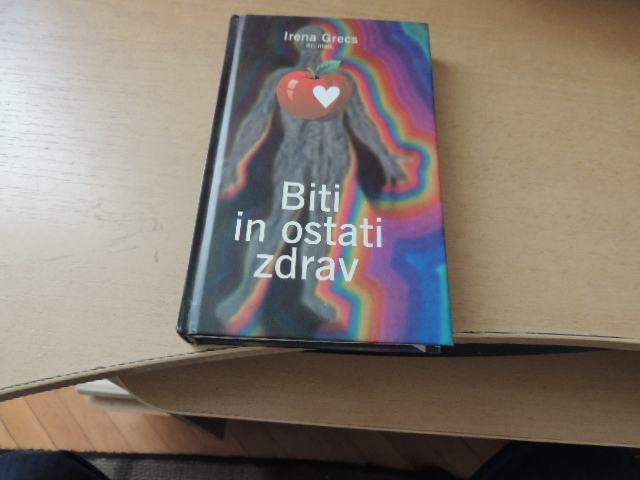 Irena Grecs
dr. med.
Biti
in ostati
zdrav